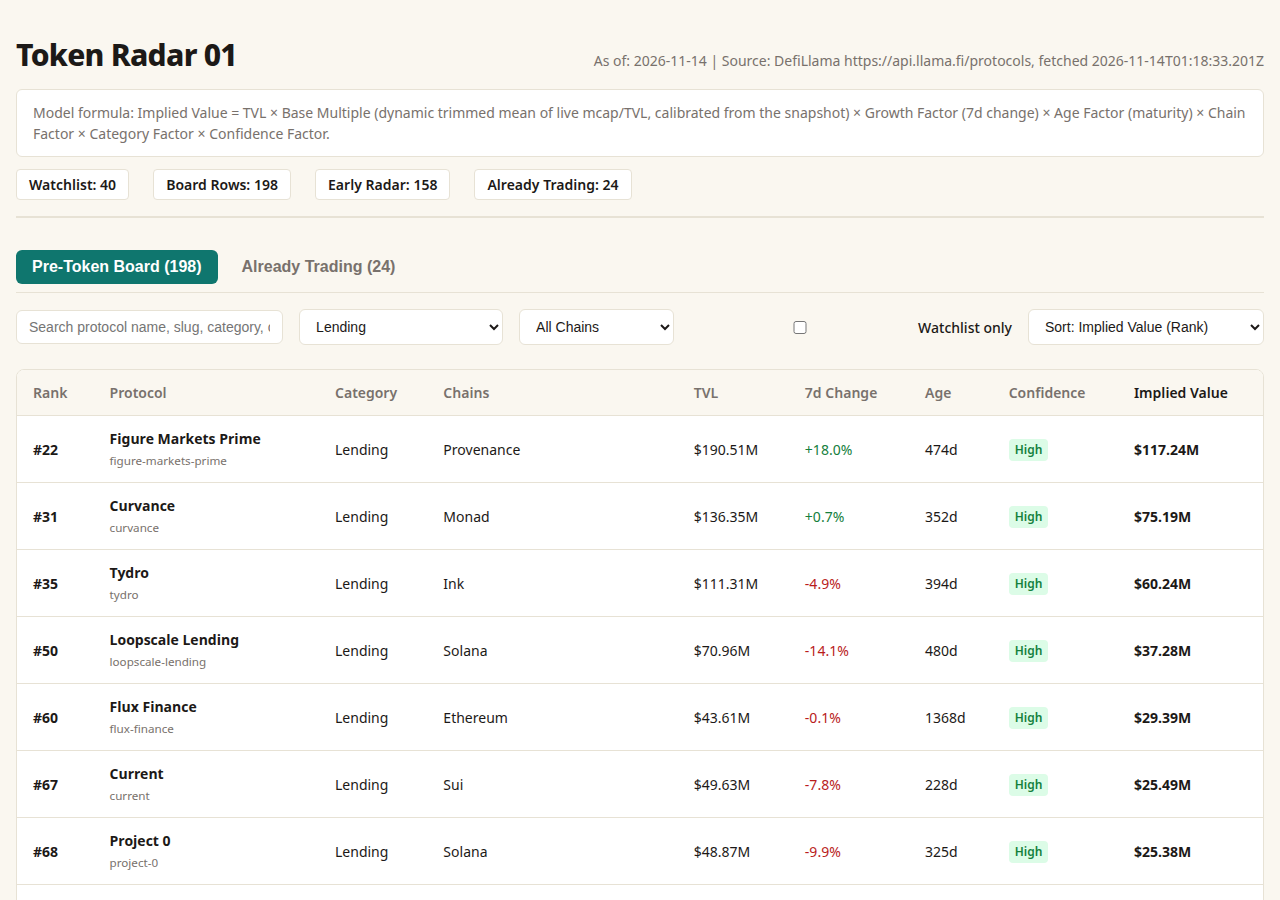 Token Radar 01
As of: 2026-11-14 | Source: DefiLlama https://api.llama.fi/protocols, fetched 2026-11-14T01:18:33.201Z
Model formula: Implied Value = TVL × Base Multiple (dynamic trimmed mean of live mcap/TVL, calibrated from the snapshot) × Growth Factor (7d change) × Age Factor (maturity) × Chain
Factor × Category Factor × Confidence Factor.
Watchlist: 40 Board Rows: 198 Early Radar: 158 Already Trading: 24
Pre-Token Board (198) Already Trading (24)
Search protocol name, slug, category, Lending All Chains Watchlist only Sort: Implied Value (Rank)
Rank Protocol Category Chains TVL 7d Change Age Confidence Implied Value
#22 Figure Markets Prime Lending Provenance $190.51M +18.0% 474d High $117.24M
figure-markets-prime
#31 Curvance Lending Monad $136.35M +0.7% 352d High $75.19M
curvance
#35 Tydro Lending Ink $111.31M -4.9% 394d High $60.24M
tydro
#50 Loopscale Lending Lending Solana $70.96M -14.1% 480d High $37.28M
loopscale-lending
#60 Flux Finance Lending Ethereum $43.61M -0.1% 1368d High $29.39M
flux-finance
#67 Current Lending Sui $49.63M -7.8% 228d High $25.49M
current
#68 Project 0 Lending Solana $48.87M -9.9% 325d High $25.38M
project-0